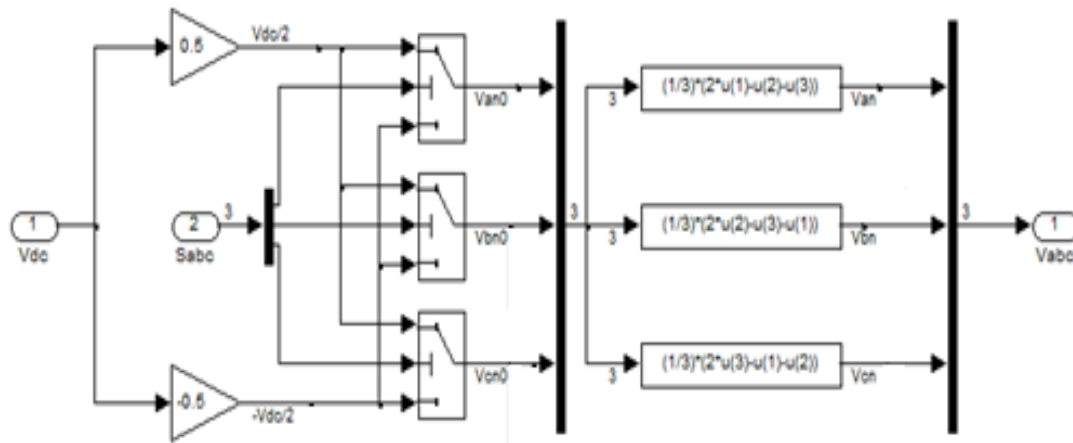 0.5
Vdc/2
Van0
3
(1/3)*(2*u(1)-u(2)-u(3))
Van
1
Vdc
2
Sabc
3
Vbn0
3
3
(1/3)*(2*u(2)-u(3)-u(1))
Vbn
3
1
Vabc
Vcn0
3
(1/3)*(2*u(3)-u(1)-u(2))
Vcn
-0.5
-Vdc/2